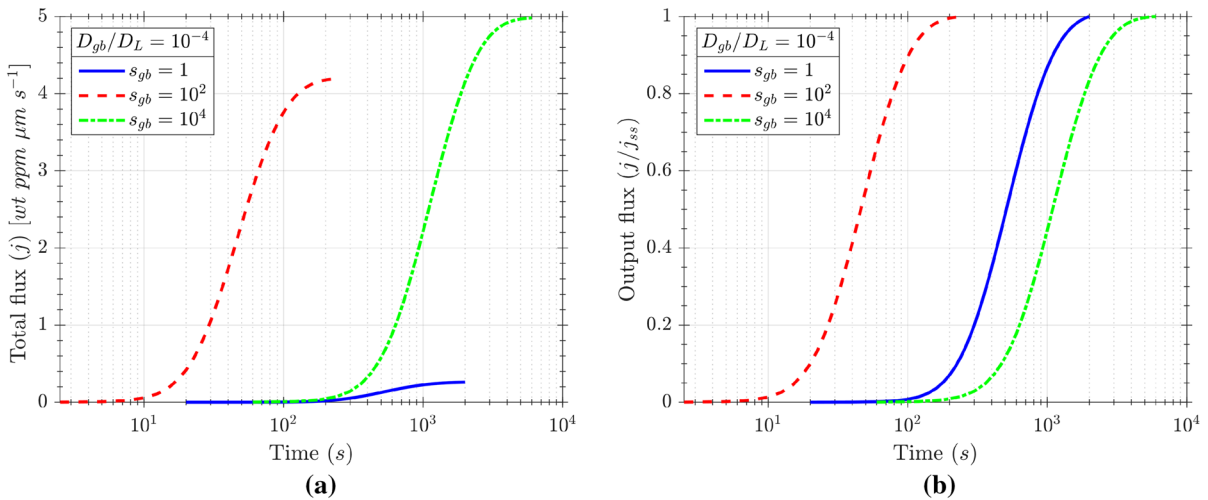 Total flux (j) [wt ppm μm s⁻¹]
5
4
3
2
1
0
D_gb/D_L = 10⁻⁴
s_gb = 1
s_gb = 10²
s_gb = 10⁴
10¹ 10² 10³ 10⁴
Time (s)
(a)
Output flux (j/j_ss)
1
0.8
0.6
0.4
0.2
0
D_gb/D_L = 10⁻⁴
s_gb = 1
s_gb = 10²
s_gb = 10⁴
10¹ 10² 10³ 10⁴
Time (s)
(b)